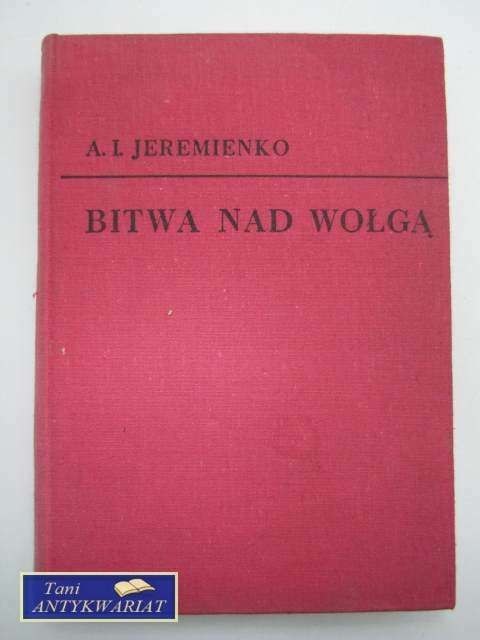 A. I. JEREMIENKO
BITWA NAD WOŁGĄ
Tani
ANTYKWARIAT